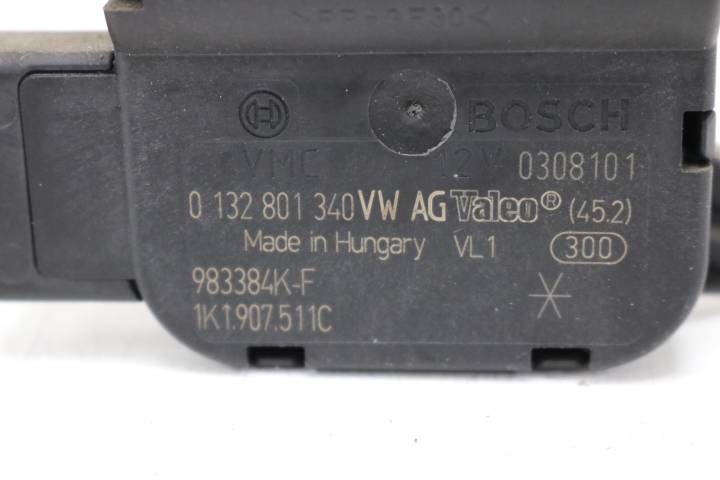 BOSCH
VMC 12V 0308101
0 132 801 340 VW AG Valeo® (45.2)
Made in Hungary VL1 300
983384K-F
1K1.907.511C